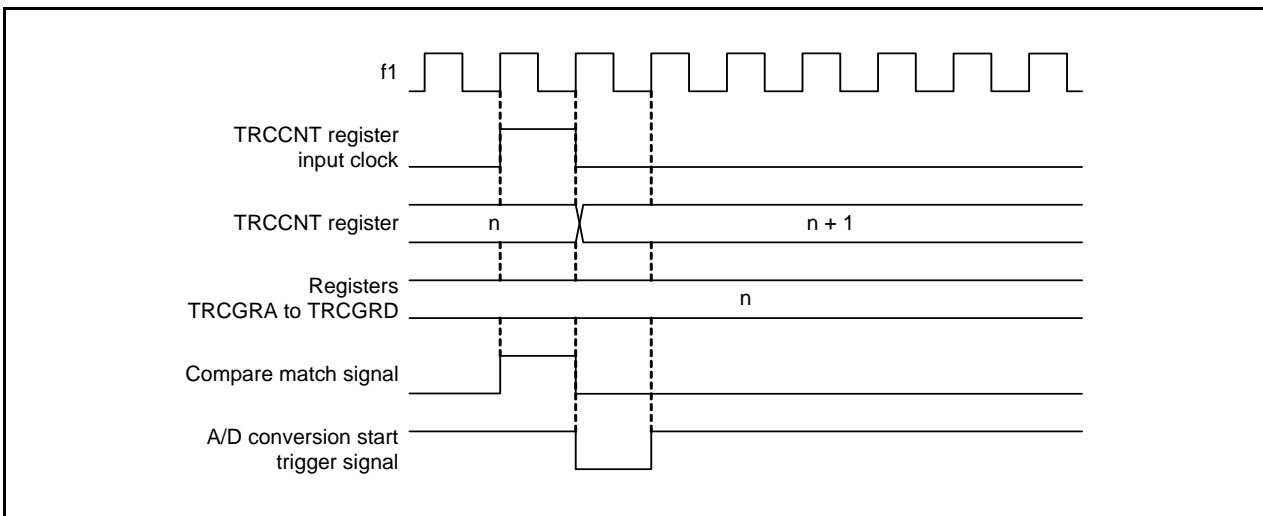 f1
TRCCNT register
input clock
TRCCNT register
n
n + 1
Registers
TRCGRA to TRCGRD
n
Compare match signal
A/D conversion start
trigger signal